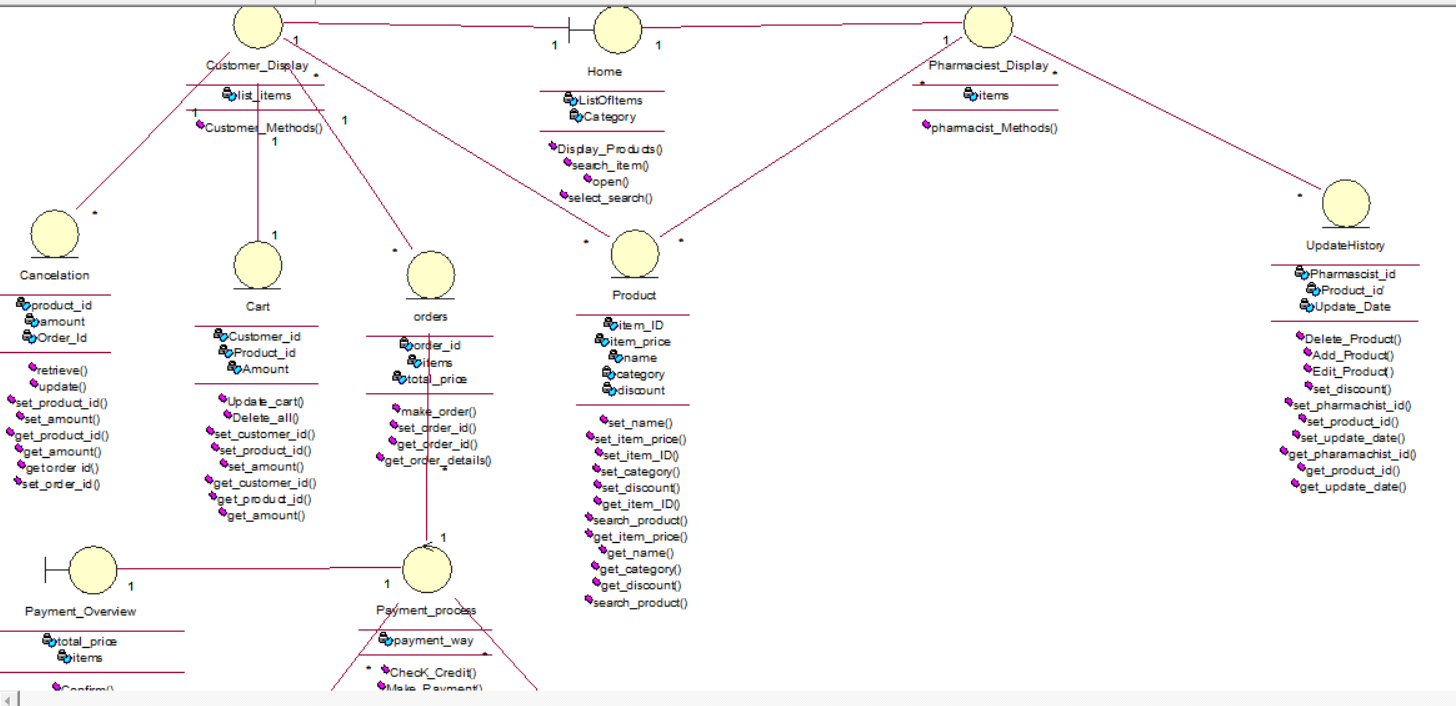 1
1
1
1
Customer_Display
*
list_items
1
Customer_Methods()
1
1
Home
ListOfItems
Category
Display_Products()
search_item()
open()
select_search()
Pharmaciest_Display
*
*
items
pharmacist_Methods()
*
Cancelation
product_id
amount
Order_Id
retrieve()
update()
set_product_id()
set_amount()
get_product_id()
get_amount()
getorder id()
set_order_id()
1
Cart
Customer_id
Product_id
Amount
Update_cart()
Delete_all()
set_customer_id()
set_product_id()
set_amount()
get_customer_id()
get_product_id()
get_amount()
*
orders
order_id
items
total_price
make_order()
set_order_id()
get_order_id()
get_order_details()
*
*
*
Product
item_ID
item_price
name
category
discount
set_name()
set_item_price()
set_item_ID()
set_category()
set_discount()
get_item_ID()
search_product()
get_item_price()
get_name()
get_category()
get_discount()
search_product()
*
UpdateHistory
Pharmascist_id
Product_id
Update_Date
Delete_Product()
Add_Product()
Edit_Product()
set_discount()
set_pharmachist_id()
set_product_id()
set_update_date()
get_pharamachist_id()
get_product_id()
get_update_date()
1
Payment_Overview
total_price
items
Confirm()
1
1
Payment_process
payment_way
*
*
ChecK_Credit()
Make_Payment()